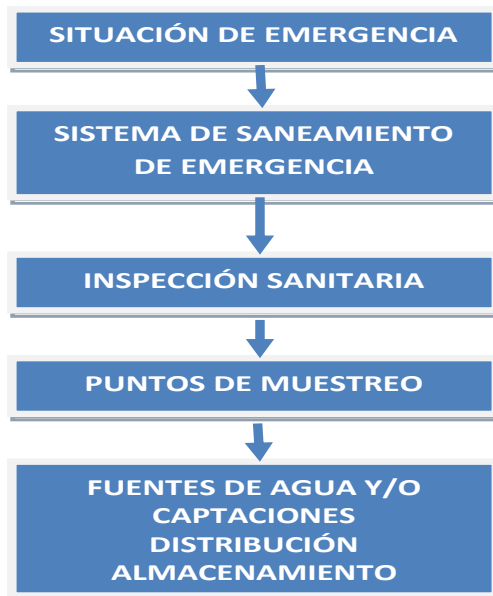 SITUACIÓN DE EMERGENCIA
SISTEMA DE SANEAMIENTO
DE EMERGENCIA
INSPECCIÓN SANITARIA
PUNTOS DE MUESTREO
FUENTES DE AGUA Y/O
CAPTACIONES
DISTRIBUCIÓN
ALMACENAMIENTO